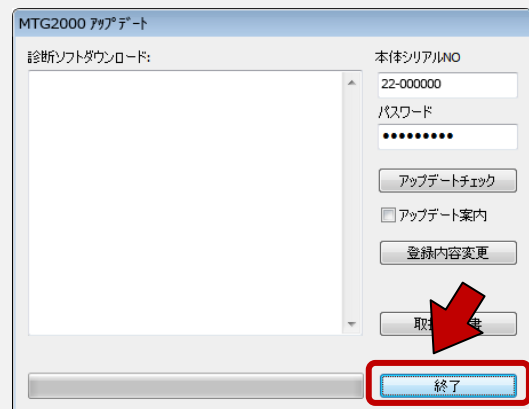 MTG2000 ｱｯﾌﾟﾃﾞｰﾄ
診断ソフトダウンロード:
本体シリアルNO
22-000000
パスワード
●●●●●●●●●
アップデートチェック
アップデート案内
登録内容変更
終了